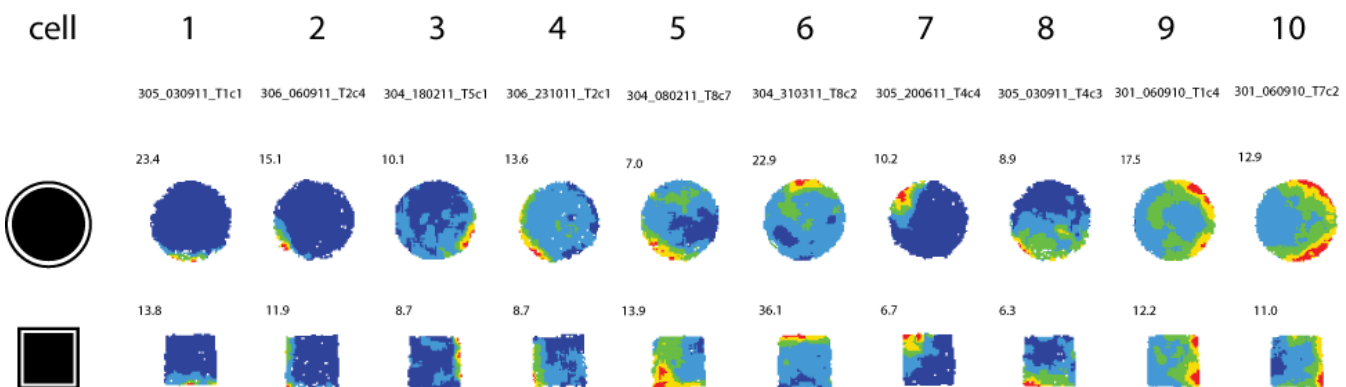 cell 1 2 3 4 5 6 7 8 9 10
305_030911_T1c1 306_060911_T2c4 304_180211_T5c1 306_231011_T2c1 304_080211_T8c7 304_310311_T8c2 305_200611_T4c4 305_030911_T4c3 301_060910_T1c4 301_060910_T7c2
23.4 15.1 10.1 13.6 7.0 22.9 10.2 8.9 17.5 12.9
13.8 11.9 8.7 8.7 13.9 36.1 6.7 6.3 12.2 11.0